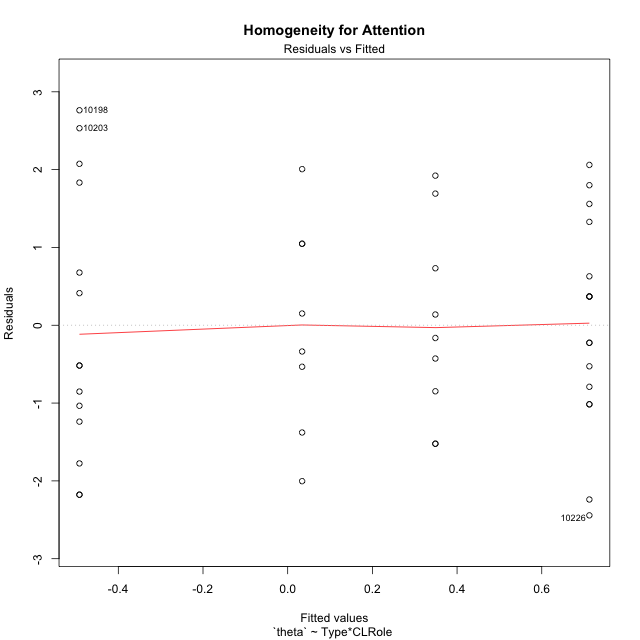 Homogeneity for Attention
Residuals vs Fitted
3
2
1
0
-1
-2
-3
Residuals
10198
10203
10226
-0.4 -0.2 0.0 0.2 0.4 0.6
Fitted values
`theta` ~ Type*CLRole